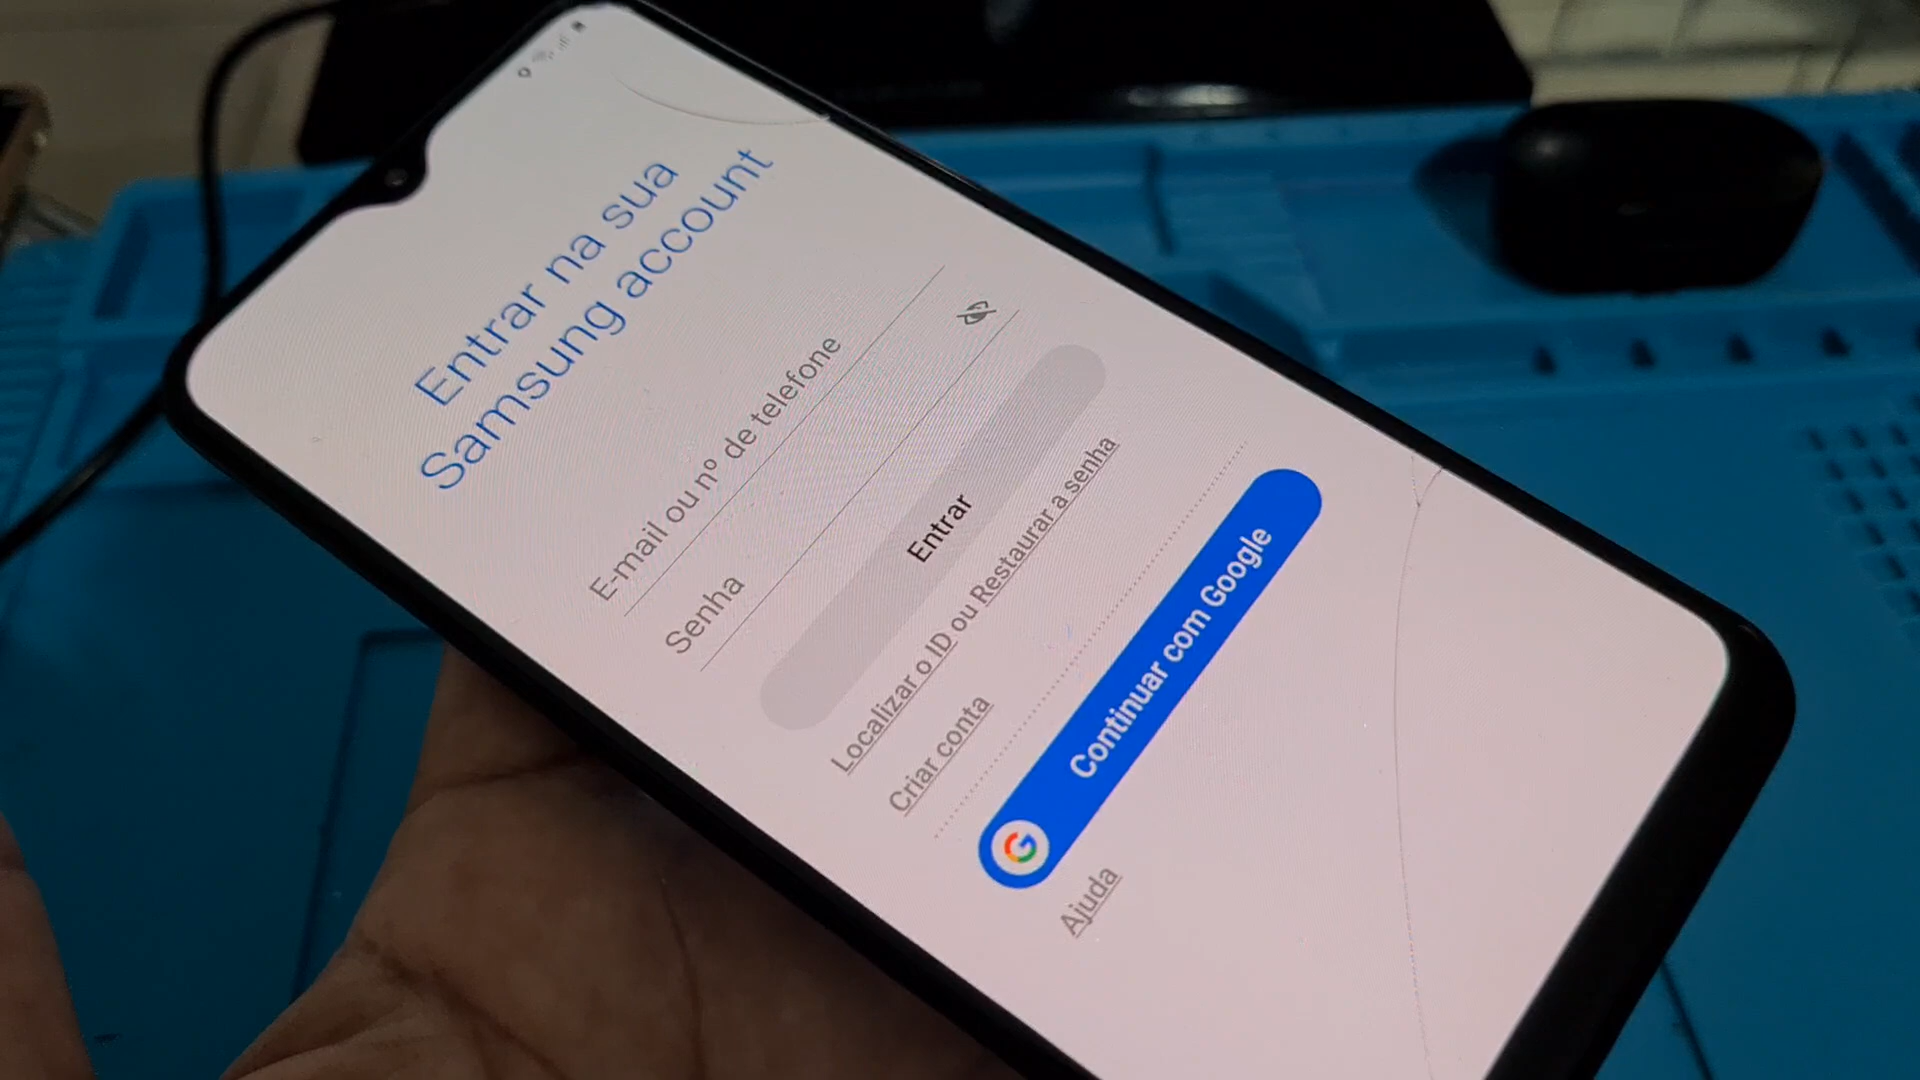 Entrar na sua
Samsung account
E-mail ou nº de telefone
Senha
Entrar
Localizar o ID ou Restaurar a senha
Criar conta
G Continuar com Google
Ajuda